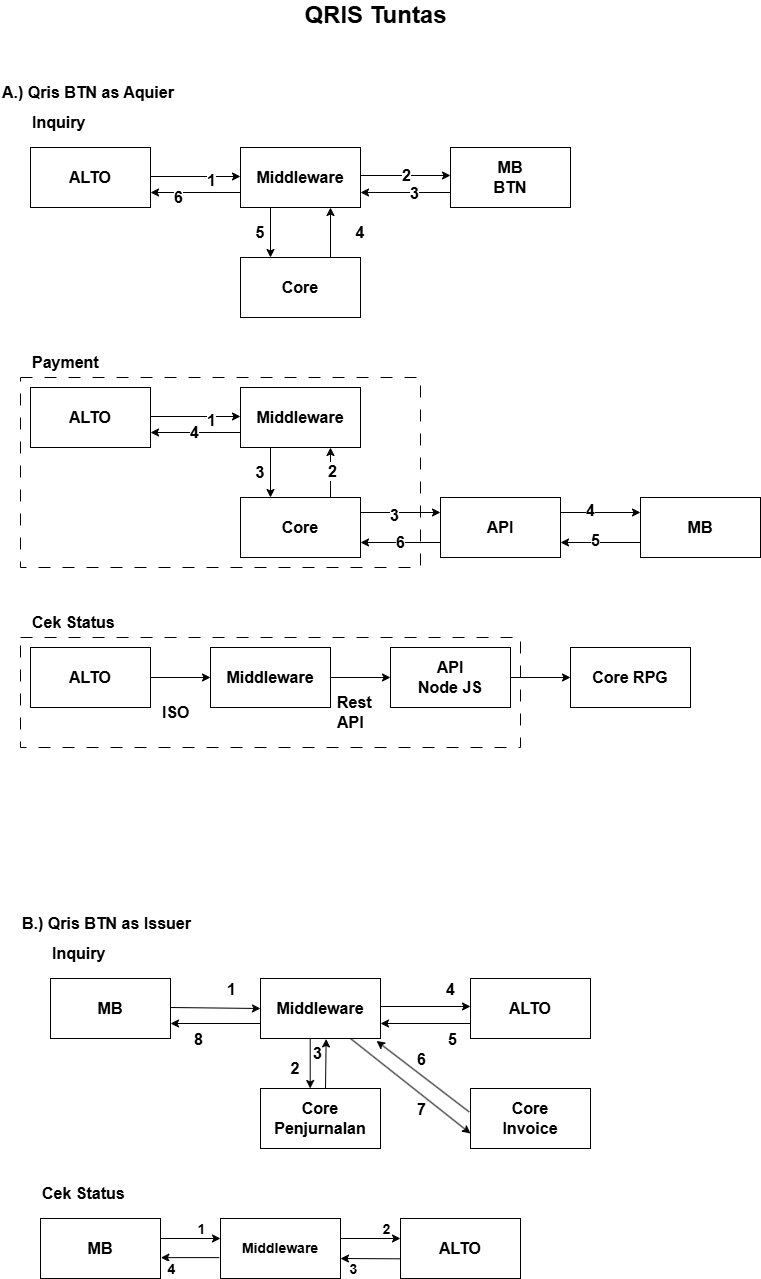 QRIS Tuntas
A.) Qris BTN as Aquier
Inquiry
ALTO
1
6
Middleware
2
3
MB
BTN
5
4
Core
Payment
ALTO
1
4
Middleware
3
2
Core
3
6
API
4
5
MB
Cek Status
ALTO
ISO
Middleware
Rest
API
API
Node JS
Core RPG
B.) Qris BTN as Issuer
Inquiry
MB
1
8
Middleware
4
5
ALTO
2
3
6
7
Core
Penjurnalan
Core
Invoice
Cek Status
MB
1
4
Middleware
2
3
ALTO